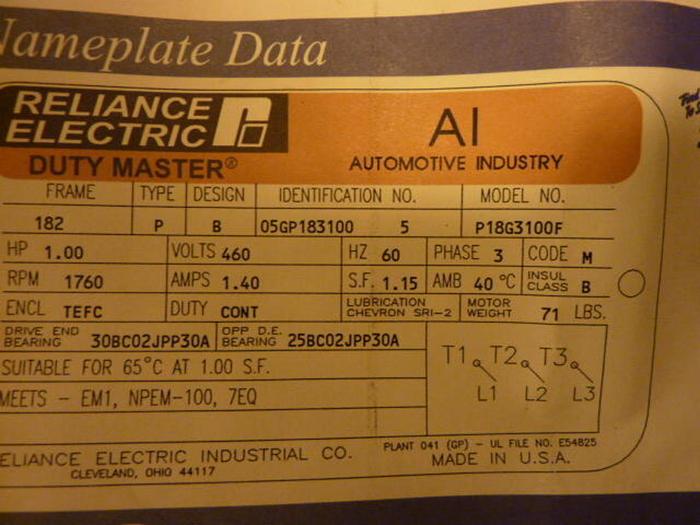 Nameplate Data
RELIANCE
ELECTRIC
DUTY MASTER®
AI
AUTOMOTIVE INDUSTRY
FRAME TYPE DESIGN IDENTIFICATION NO. MODEL NO.
182 P B 05GP183100 5 P18G3100F
HP 1.00 VOLTS 460 HZ 60 PHASE 3 CODE M
RPM 1760 AMPS 1.40 S.F. 1.15 AMB 40 °C INSUL CLASS B
ENCL TEFC DUTY CONT LUBRICATION CHEVRON SRI-2 MOTOR WEIGHT 71 LBS.
DRIVE END BEARING 30BC02JPP30A OPP D.E. BEARING 25BC02JPP30A
SUITABLE FOR 65°C AT 1.00 S.F.
MEETS - EM1, NPEM-100, 7EQ
T1 T2 T3
L1 L2 L3
ELIANCE ELECTRIC INDUSTRIAL CO.
CLEVELAND, OHIO 44117
PLANT 041 (GP) - UL FILE NO. E54825
MADE IN U.S.A.